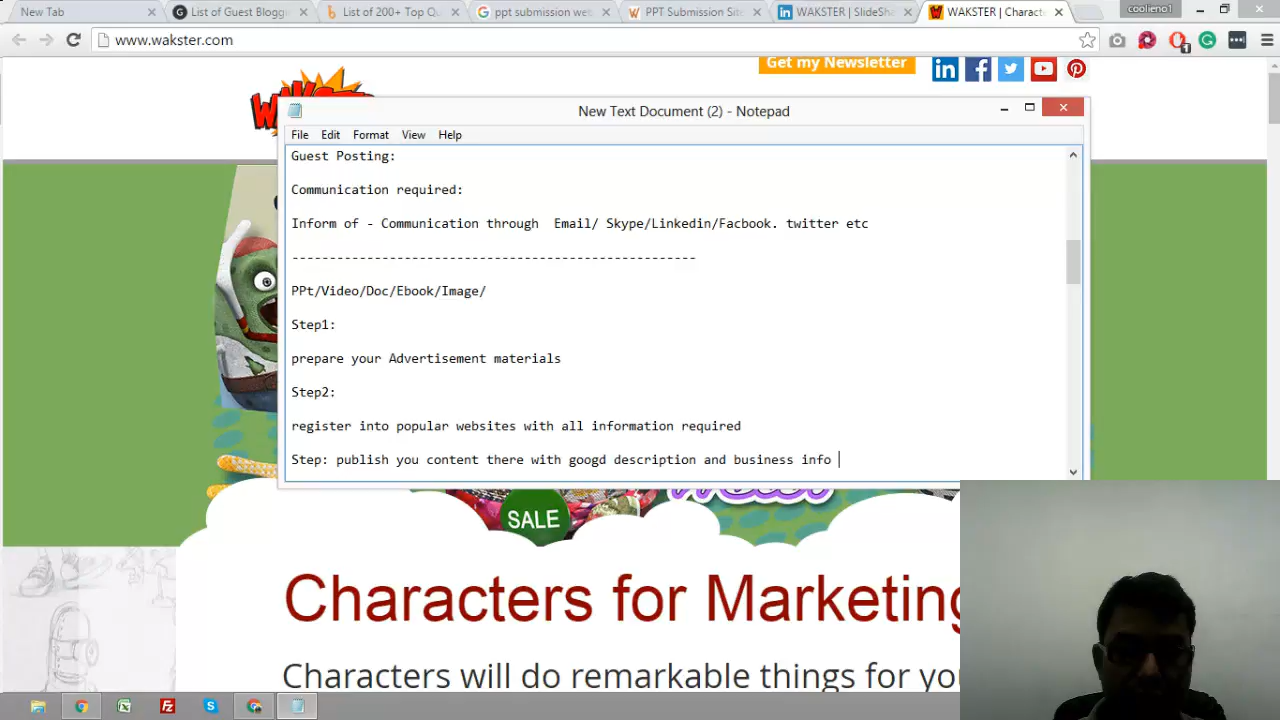 New Tab
List of Guest Bloggi
List of 200+ Top Qu
ppt submission web
PPT Submission Site
WAKSTER | SlideSha
WAKSTER | Charact
coolieno1
www.wakster.com
Get my Newsletter
New Text Document (2) - Notepad
File Edit Format View Help
Guest Posting:
Communication required:
Inform of - Communication through Email/ Skype/Linkedin/Facbook. twitter etc
------------------------------------------------------
PPt/Video/Doc/Ebook/Image/
Step1:
prepare your Advertisement materials
Step2:
register into popular websites with all information required
Step: publish you content there with googd description and business info
SALE
Characters for Marketing
Characters will do remarkable things for yo